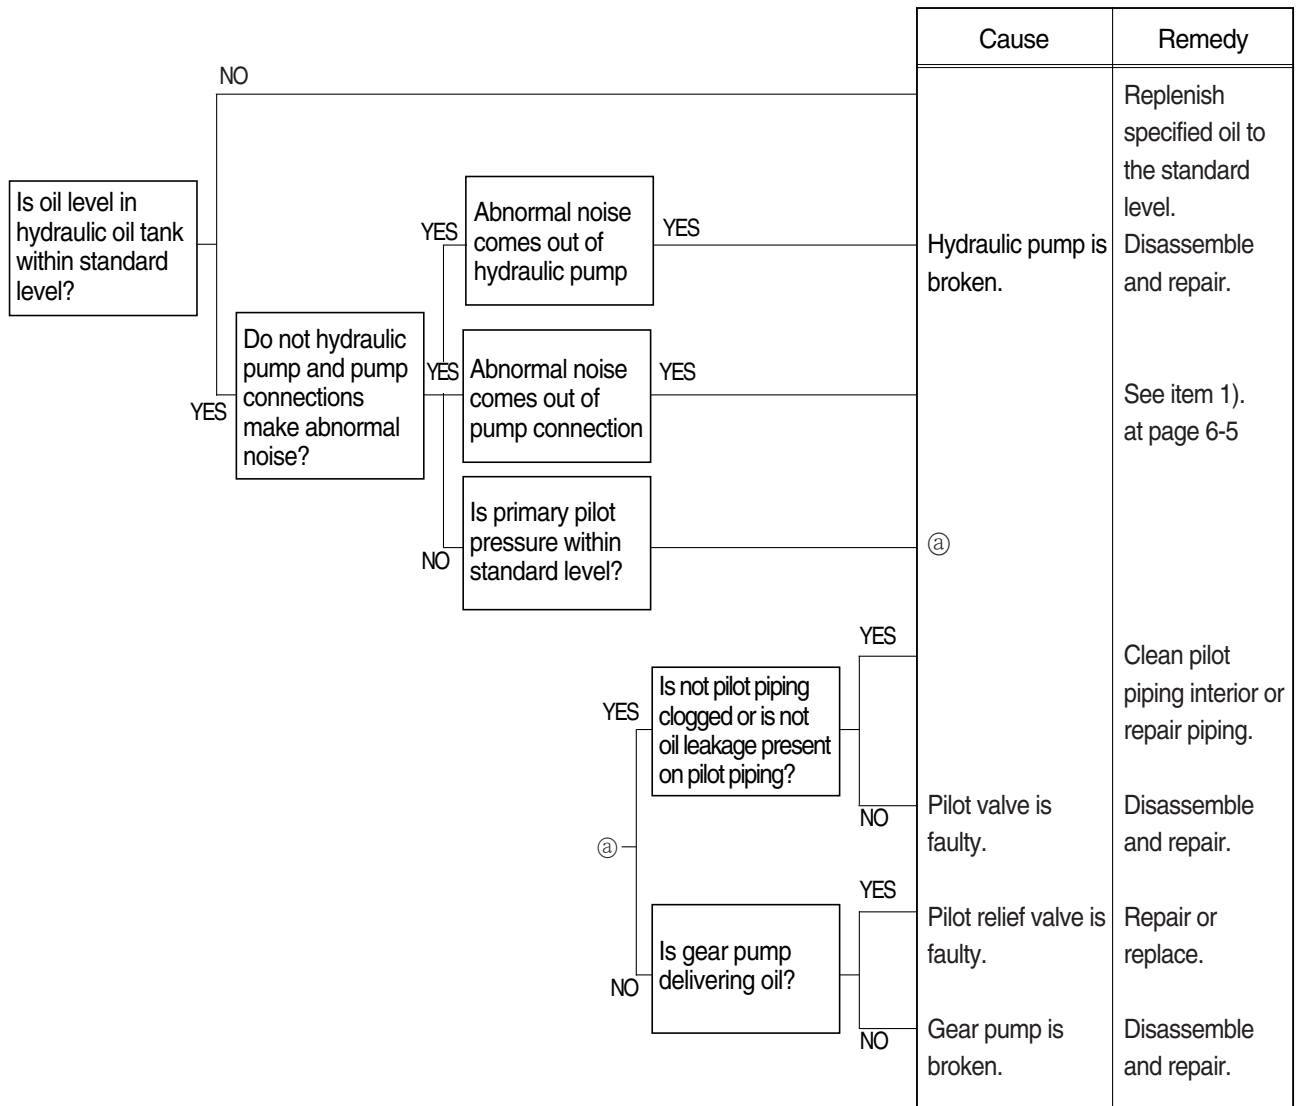 Cause
Remedy
NO
Replenish
specified oil to
the standard
level.
Is oil level in
hydraulic oil tank
within standard
level?
YES
Abnormal noise
comes out of
hydraulic pump
YES
Hydraulic pump is
broken.
Disassemble
and repair.
YES
Do not hydraulic
pump and pump
connections
make abnormal
noise?
YES
Abnormal noise
comes out of
pump connection
YES
See item 1).
at page 6-5
NO
Is primary pilot
pressure within
standard level?
ⓐ
ⓐ
YES
Is not pilot piping
clogged or is not
oil leakage present
on pilot piping?
YES
Clean pilot
piping interior or
repair piping.
NO
Pilot valve is
faulty.
Disassemble
and repair.
NO
Is gear pump
delivering oil?
YES
Pilot relief valve is
faulty.
Repair or
replace.
NO
Gear pump is
broken.
Disassemble
and repair.